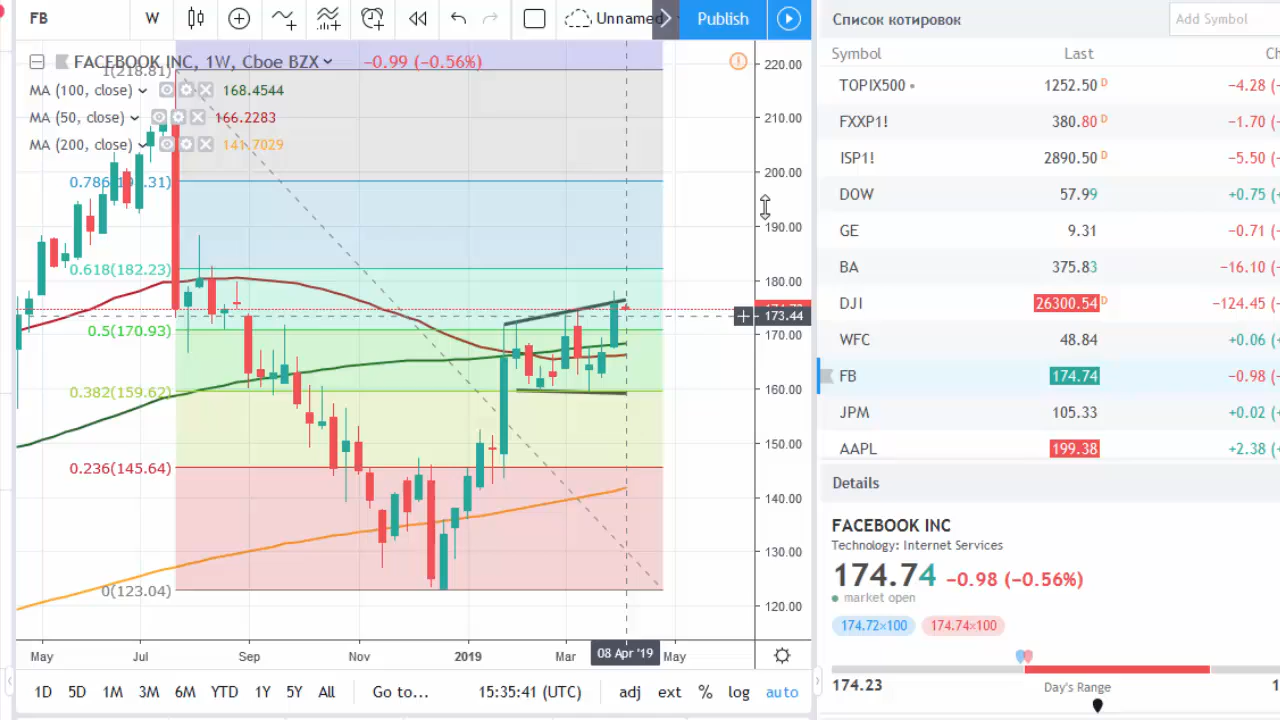 FB W Unnamed Publish
FACEBOOK INC, 1W, Cboe BZX −0.99 (−0.56%)
1(218.81)
MA (100, close) 168.4544
MA (50, close) 166.2283
MA (200, close) 141.7029
0.618(182.23)
0.5(170.93)
0.382(159.62)
0.236(145.64)
0(123.04)
220.00
210.00
200.00
190.00
180.00
173.44
170.00
160.00
150.00
140.00
130.00
120.00
May Jul Sep Nov 2019 Mar 08 Apr '19 May
1D 5D 1M 3M 6M YTD 1Y 5Y All Go to... 15:35:41 (UTC) adj ext % log auto
Список котировок Add Symbol
Symbol Last
TOPIX500 1252.50 D −4.28
FXXP1! 380.80 D −1.70
ISP1! 2890.50 D −5.50
DOW 57.99 +0.75
GE 9.31 −0.71
BA 375.83 −16.10
DJI 26300.54 D −124.45
WFC 48.84 +0.06
FB 174.74 −0.98
JPM 105.33 +0.02
AAPL 199.38 +2.38
Details
FACEBOOK INC
Technology: Internet Services
174.74 −0.98 (−0.56%)
market open
174.72×100 174.74×100
174.23 Day's Range